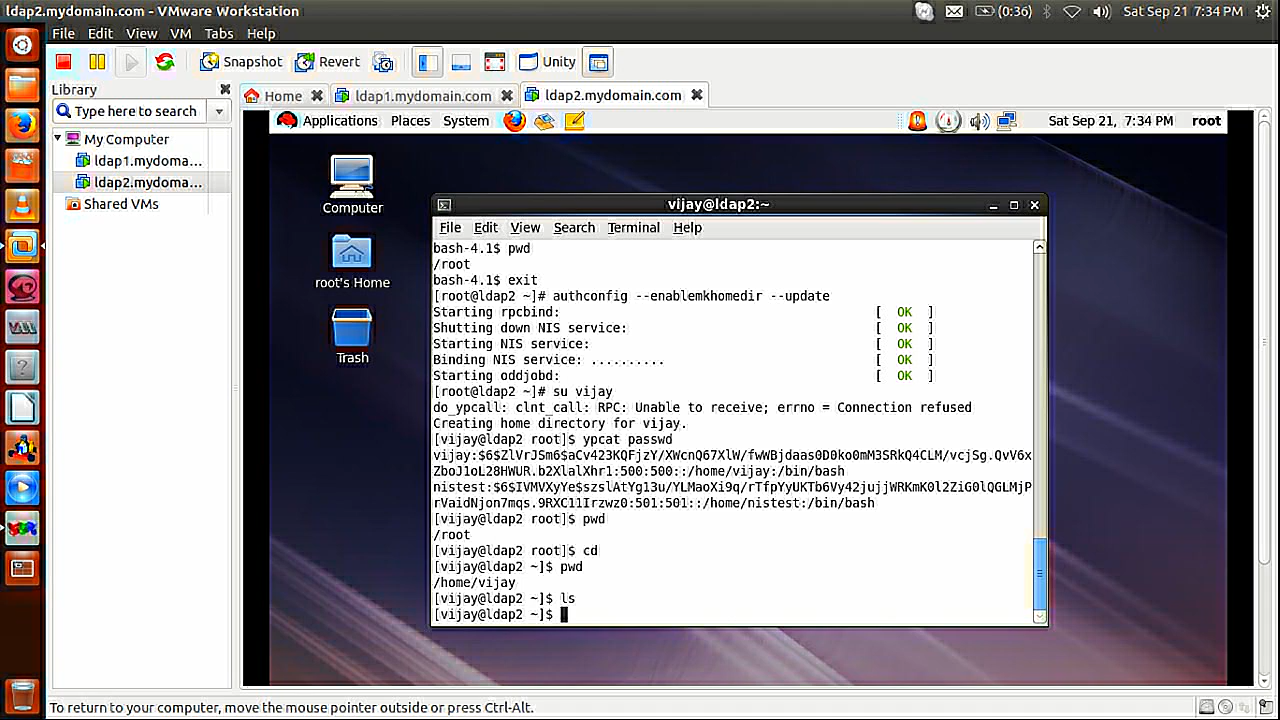 ldap2.mydomain.com - VMware Workstation
(0:36)
Sat Sep 21 7:34 PM
File Edit View VM Tabs Help
Snapshot
Revert
Unity
Library
Type here to search
My Computer
ldap1.mydoma...
ldap2.mydoma...
Shared VMs
Home
ldap1.mydomain.com
ldap2.mydomain.com
Applications Places System
Sat Sep 21, 7:34 PM
root
Computer
root's Home
Trash
vijay@ldap2:~
File Edit View Search Terminal Help
bash-4.1$ pwd
/root
bash-4.1$ exit
[root@ldap2 ~]# authconfig --enablemkhomedir --update
Starting rpcbind: [ OK ]
Shutting down NIS service: [ OK ]
Starting NIS service: [ OK ]
Binding NIS service: .......... [ OK ]
Starting oddjobd: [ OK ]
[root@ldap2 ~]# su vijay
do_ypcall: clnt_call: RPC: Unable to receive; errno = Connection refused
Creating home directory for vijay.
[vijay@ldap2 root]$ ypcat passwd
vijay:$6$ZlVrJSm6$aCv423KQFjzY/XWcnQ67XlW/fwWBjdaas0D0ko0mM3SRkQ4CLM/vcjSg.QvV6x
ZboJ1oL28HWUR.b2XlalXhr1:500:500::/home/vijay:/bin/bash
nistest:$6$IVMVXyYe$szslAtYg13u/YLMaoXi9q/rTfpYyUKTb6Vy42jujjWRKmK0l2ZiG0lQGLMjP
rVaidNjon7mqs.9RXC11Irzwz0:501:501::/home/nistest:/bin/bash
[vijay@ldap2 root]$ pwd
/root
[vijay@ldap2 root]$ cd
[vijay@ldap2 ~]$ pwd
/home/vijay
[vijay@ldap2 ~]$ ls
[vijay@ldap2 ~]$
To return to your computer, move the mouse pointer outside or press Ctrl-Alt.